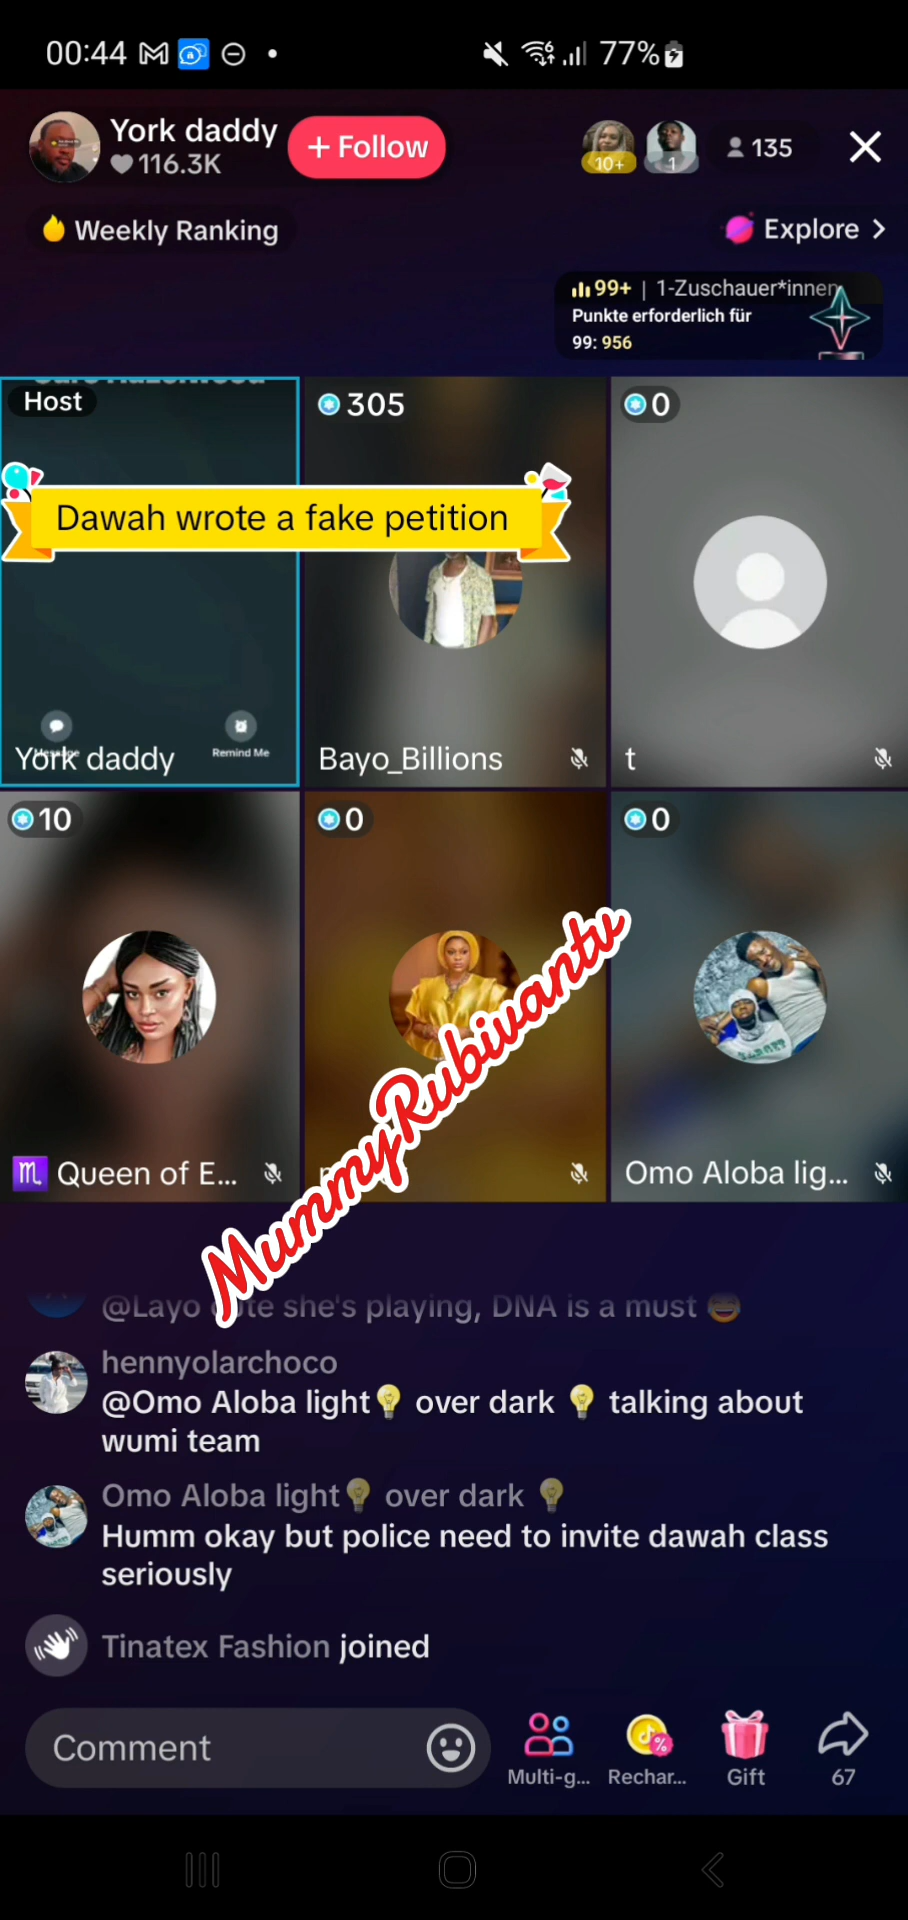 00:44
77%
York daddy
116.3K
+ Follow
10+
1
135
Weekly Ranking
Explore >
99+ | 1-Zuschauer*innen
Punkte erforderlich für
99: 956
Host
305
0
Dawah wrote a fake petition
Message
Remind Me
York daddy
Bayo_Billions
t
10
0
0
♏ Queen of E...
Omo Aloba lig...
MummyRubivantv
@Layo
she's playing, DNA is a must 😂
hennyolarchoco
@Omo Aloba light💡 over dark 💡 talking about
wumi team
Omo Aloba light💡 over dark 💡
Humm okay but police need to invite dawah class
seriously
Tinatex Fashion joined
Comment
Multi-g...
Rechar...
Gift
67